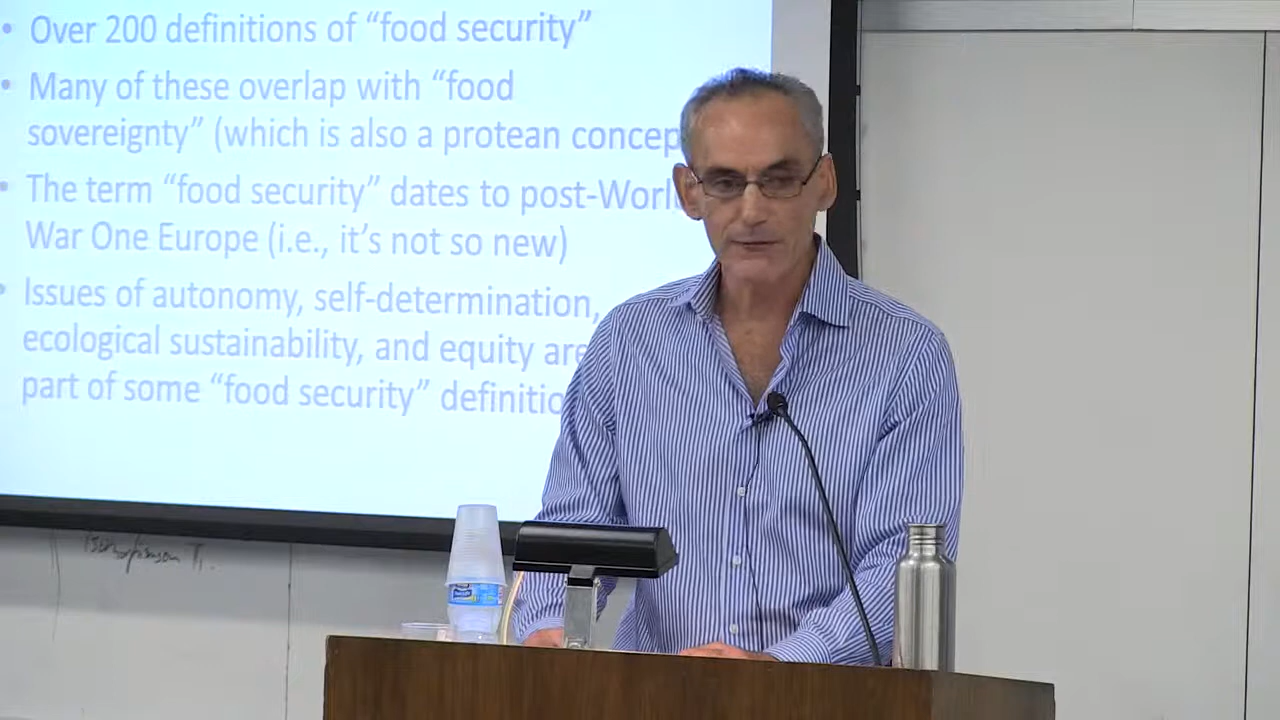 Over 200 definitions of “food security”
Many of these overlap with “food
sovereignty” (which is also a protean concep
The term “food security” dates to post-Worl
War One Europe (i.e., it’s not so new)
Issues of autonomy, self-determination,
ecological sustainability, and equity are
part of some “food security” definitio